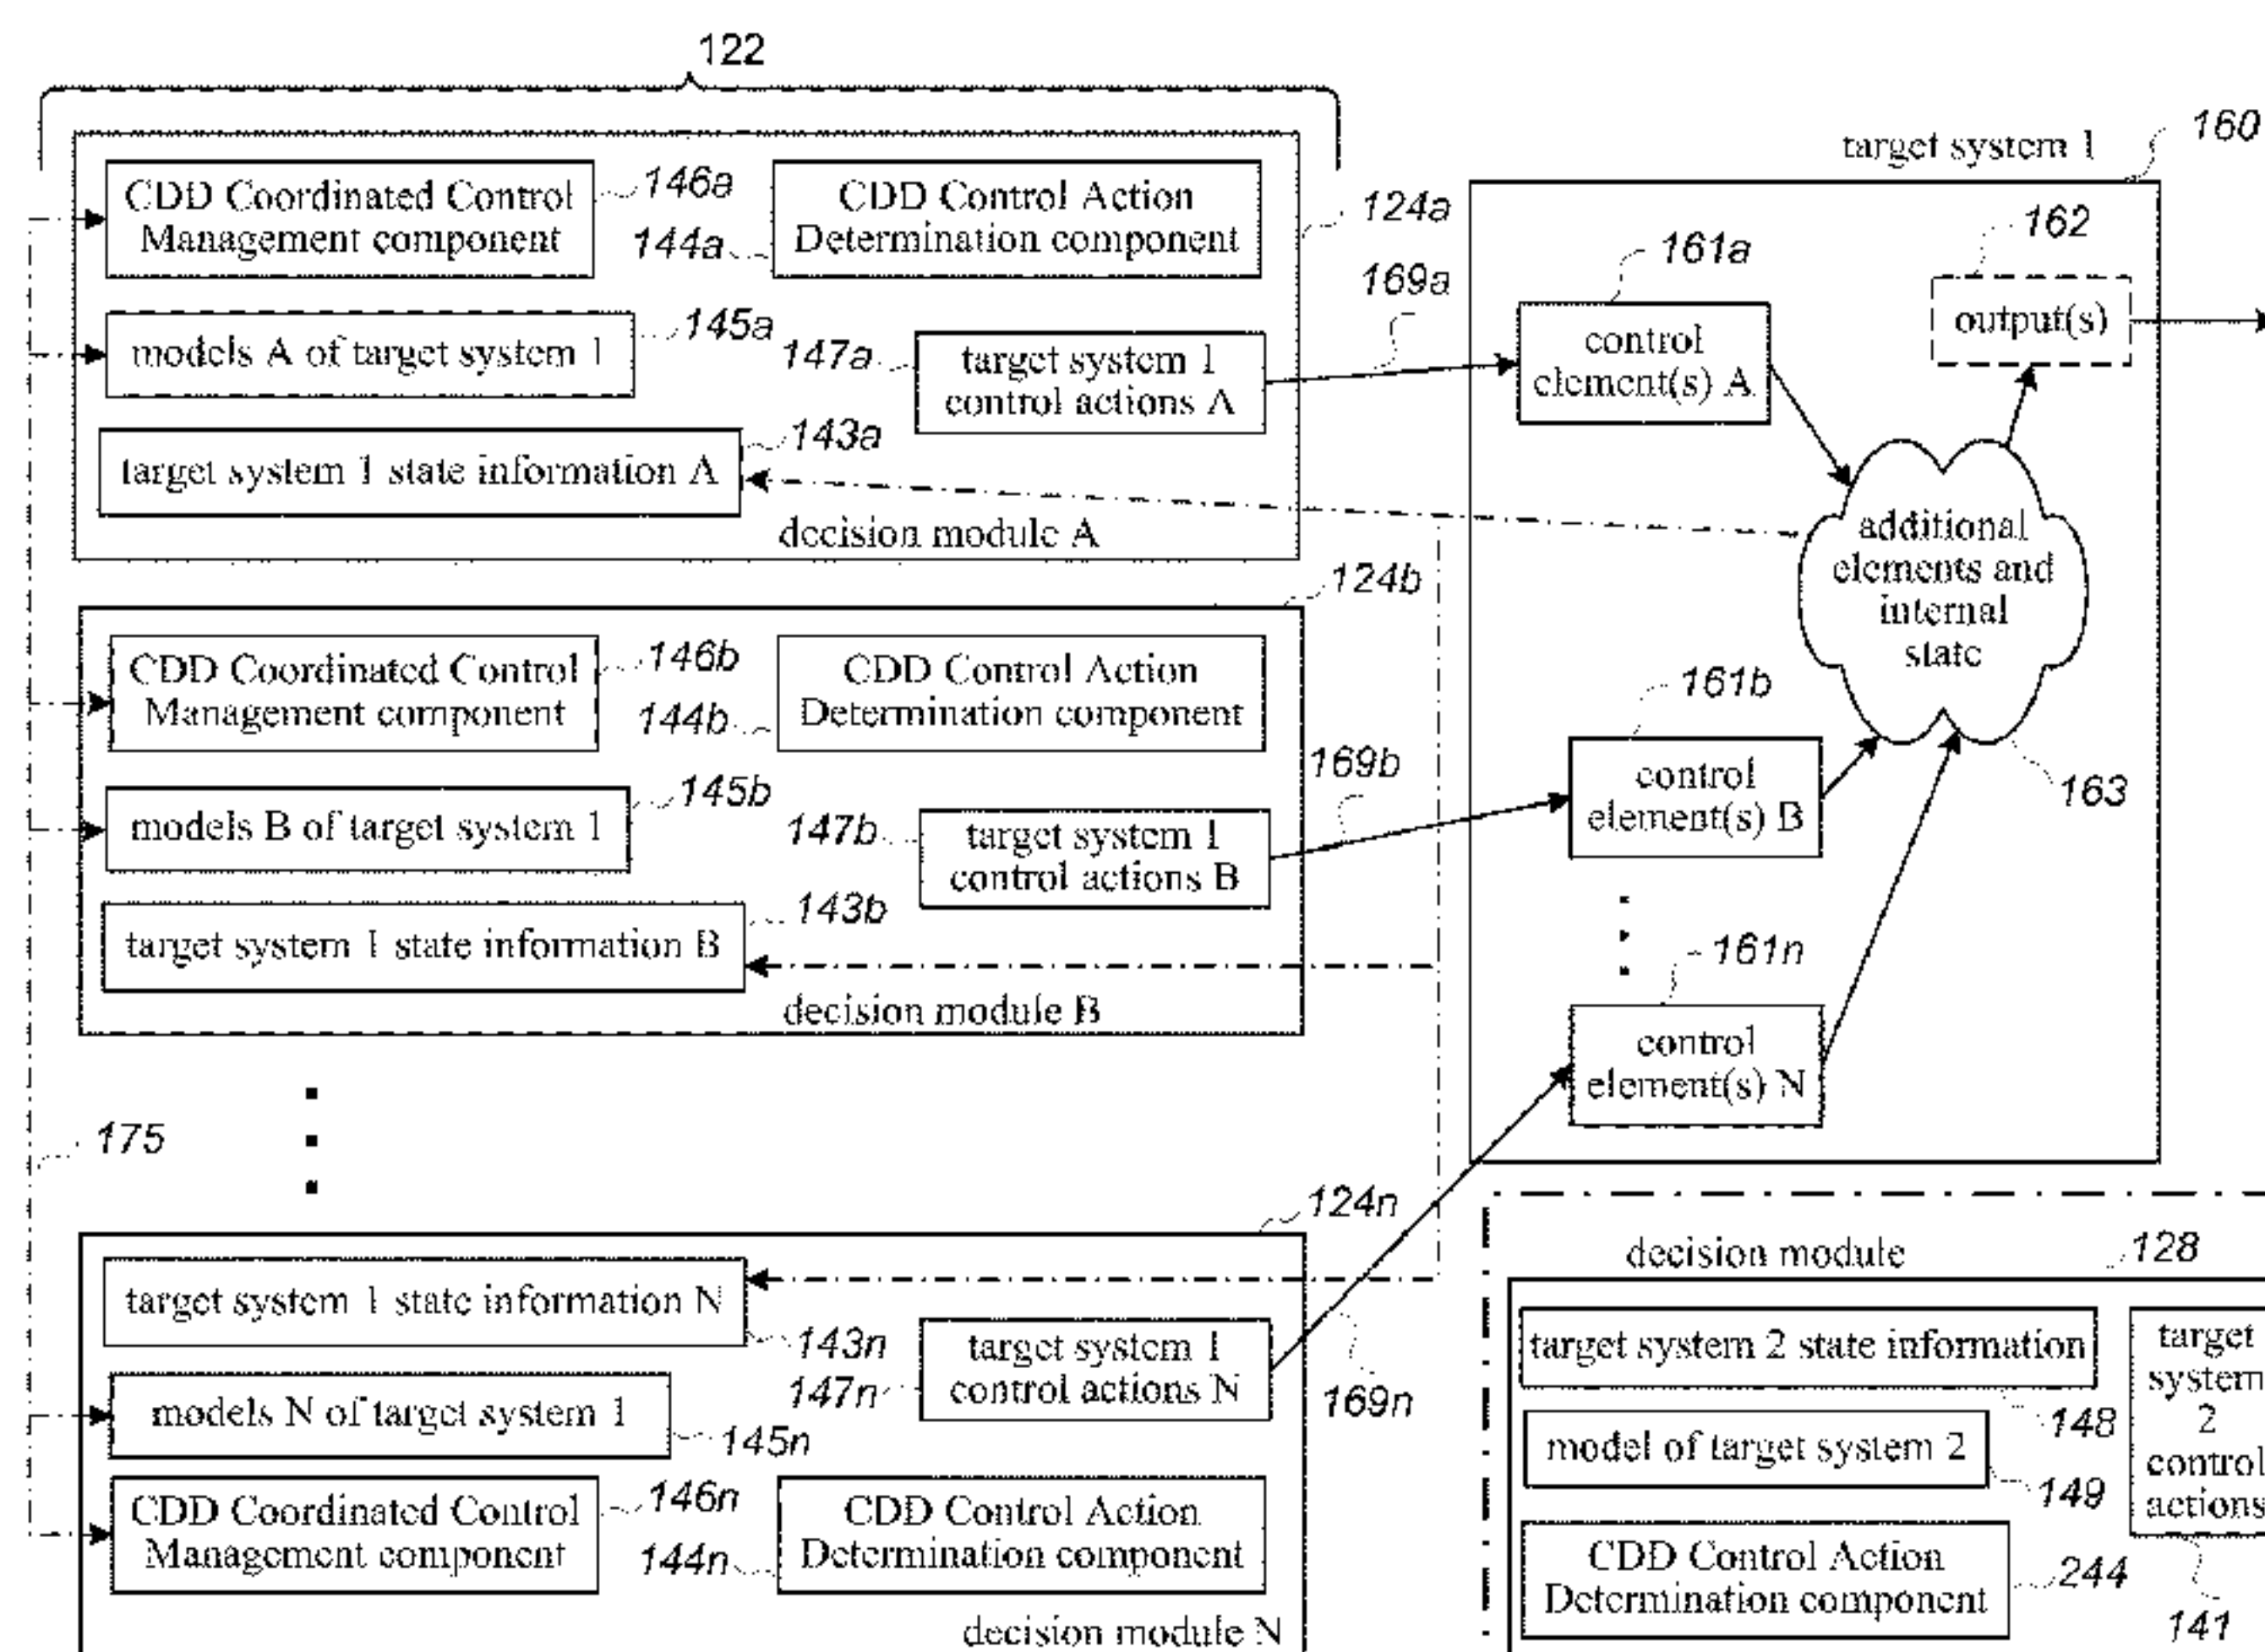 122
CDD Coordinated Control
Management component
146a
CDD Control Action
Determination component
144a
124a
models A of target system 1
145a
147a
target system 1
control actions A
169a
target system 1 state information A
143a
decision module A
target system 1
160
161a
control
element(s) A
162
output(s)
additional
elements and
internal
state
163
124b
CDD Coordinated Control
Management component
146b
CDD Control Action
Determination component
144b
models B of target system 1
145b
147b
target system 1
control actions B
169b
target system 1 state information B
143b
decision module B
161b
control
element(s) B
161n
control
element(s) N
175
124n
target system 1 state information N
143n
target system 1
control actions N
147n
169n
models N of target system 1
145n
CDD Coordinated Control
Management component
146n
CDD Control Action
Determination component
144n
decision module N
decision module
128
target system 2 state information
148
model of target system 2
149
CDD Control Action
Determination component
244
target
system
2
control
actions
141